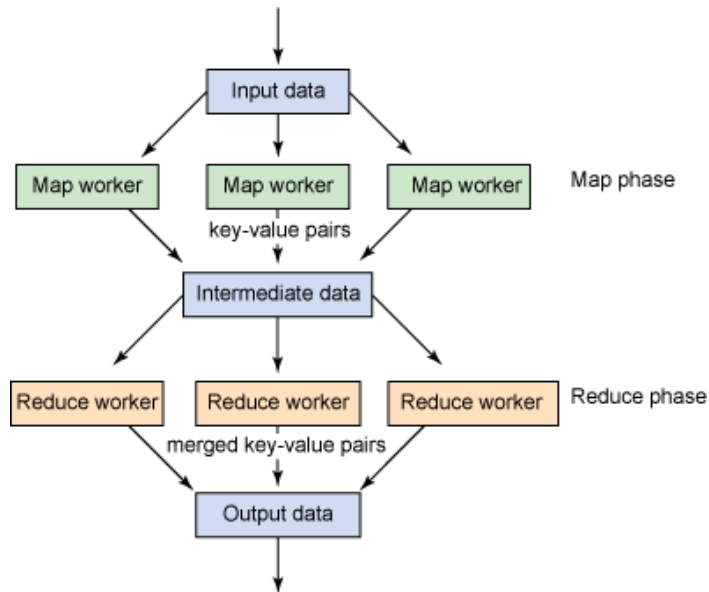 Input data
Map worker
Map worker
Map worker
Map phase
key-value pairs
Intermediate data
Reduce worker
Reduce worker
Reduce worker
Reduce phase
merged key-value pairs
Output data